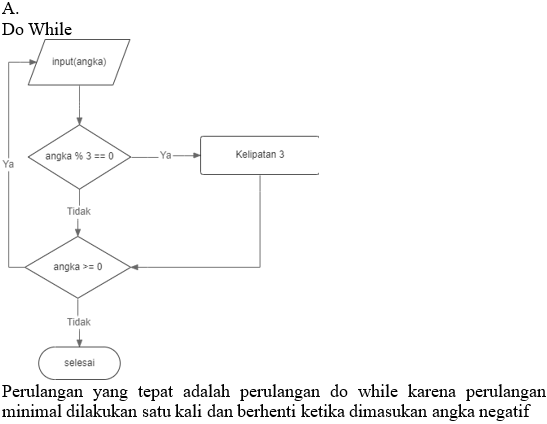 A.
Do While
input(angka)
angka % 3 == 0
Ya
Kelipatan 3
Ya
Tidak
angka >= 0
Tidak
selesai
Perulangan yang tepat adalah perulangan do while karena perulangan
minimal dilakukan satu kali dan berhenti ketika dimasukan angka negatif